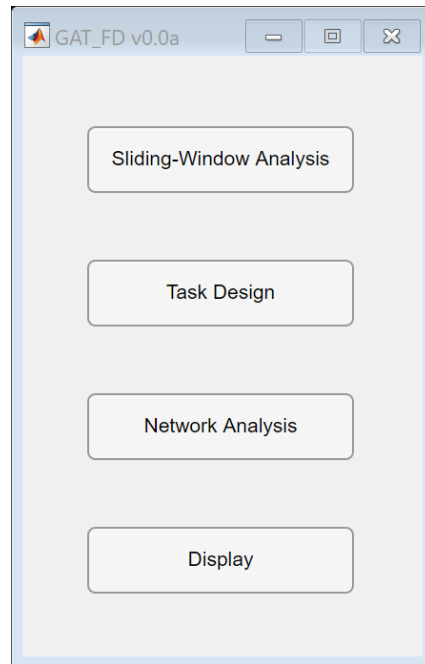 GAT_FD v0.0a
Sliding-Window Analysis
Task Design
Network Analysis
Display